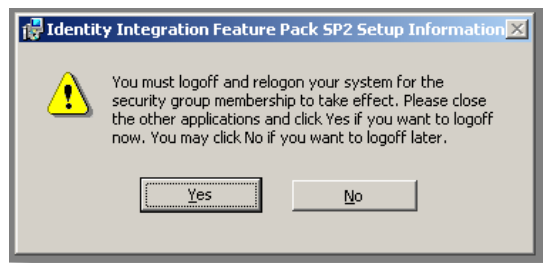 Identity Integration Feature Pack SP2 Setup Information
You must logoff and relogon your system for the
security group membership to take effect. Please close
the other applications and click Yes if you want to logoff
now. You may click No if you want to logoff later.
Yes
No